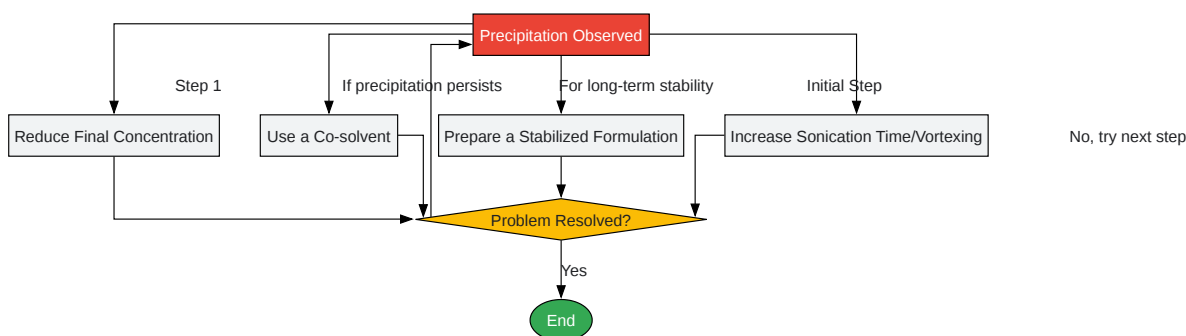 Precipitation Observed
Step 1
If precipitation persists
For long-term stability
Initial Step
Reduce Final Concentration
Use a Co-solvent
Prepare a Stabilized Formulation
Increase Sonication Time/Vortexing
No, try next step
Problem Resolved?
Yes
End